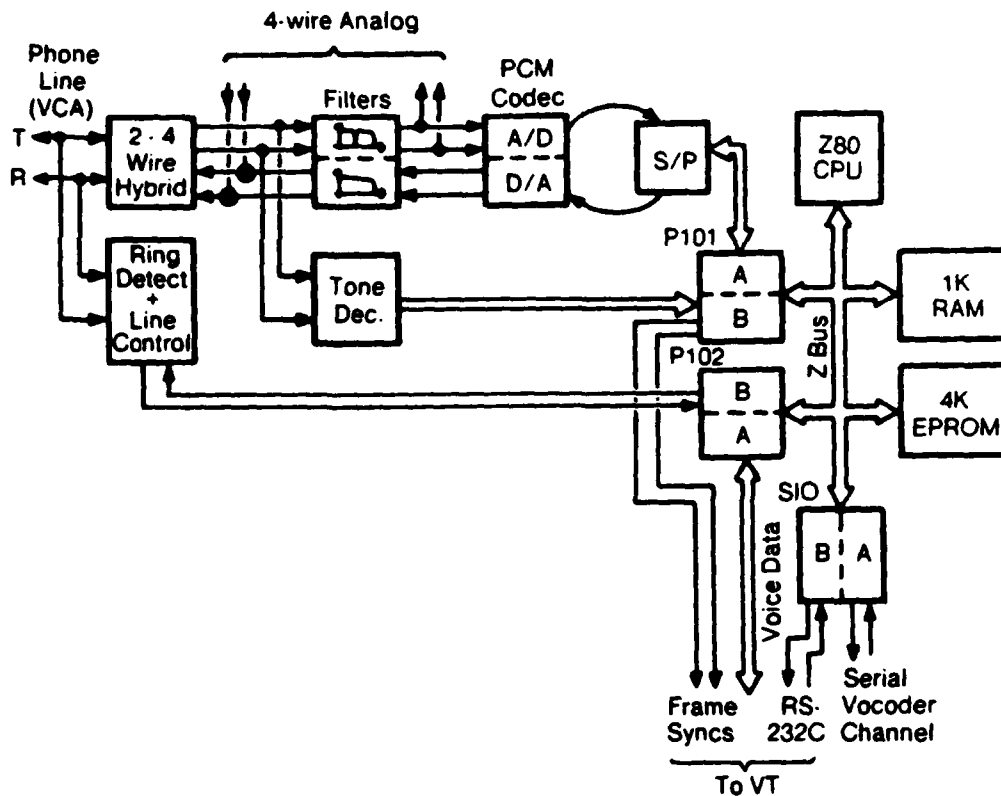 4-wire Analog
Phone
Line
(VCA)
T
R
2 - 4
Wire
Hybrid
Filters
PCM
Codec
A/D
D/A
S/P
Z80
CPU
Ring
Detect
+
Line
Control
Tone
Dec.
P101
A
B
P102
B
A
Z Bus
1K
RAM
4K
EPROM
SIO
B
A
Voice Data
Frame
Syncs
RS-
232C
Serial
Vocoder
Channel
To VT